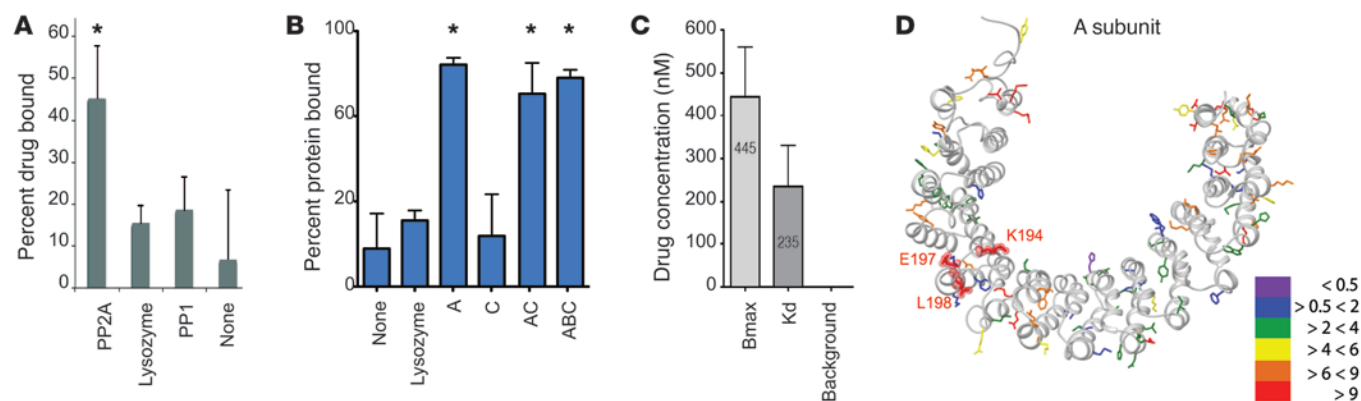 A
Percent drug bound
60
50
40
30
20
10
0
*
PP2A
Lysozyme
PP1
None
B
Percent protein bound
100
60
20
0
*
*
*
None
Lysozyme
A
C
AC
ABC
C
Drug concentration (nM)
600
500
400
300
200
100
0
445
235
Bmax
Kd
Background
D
A subunit
K194
E197
L198
< 0.5
> 0.5 < 2
> 2 < 4
> 4 < 6
> 6 < 9
> 9